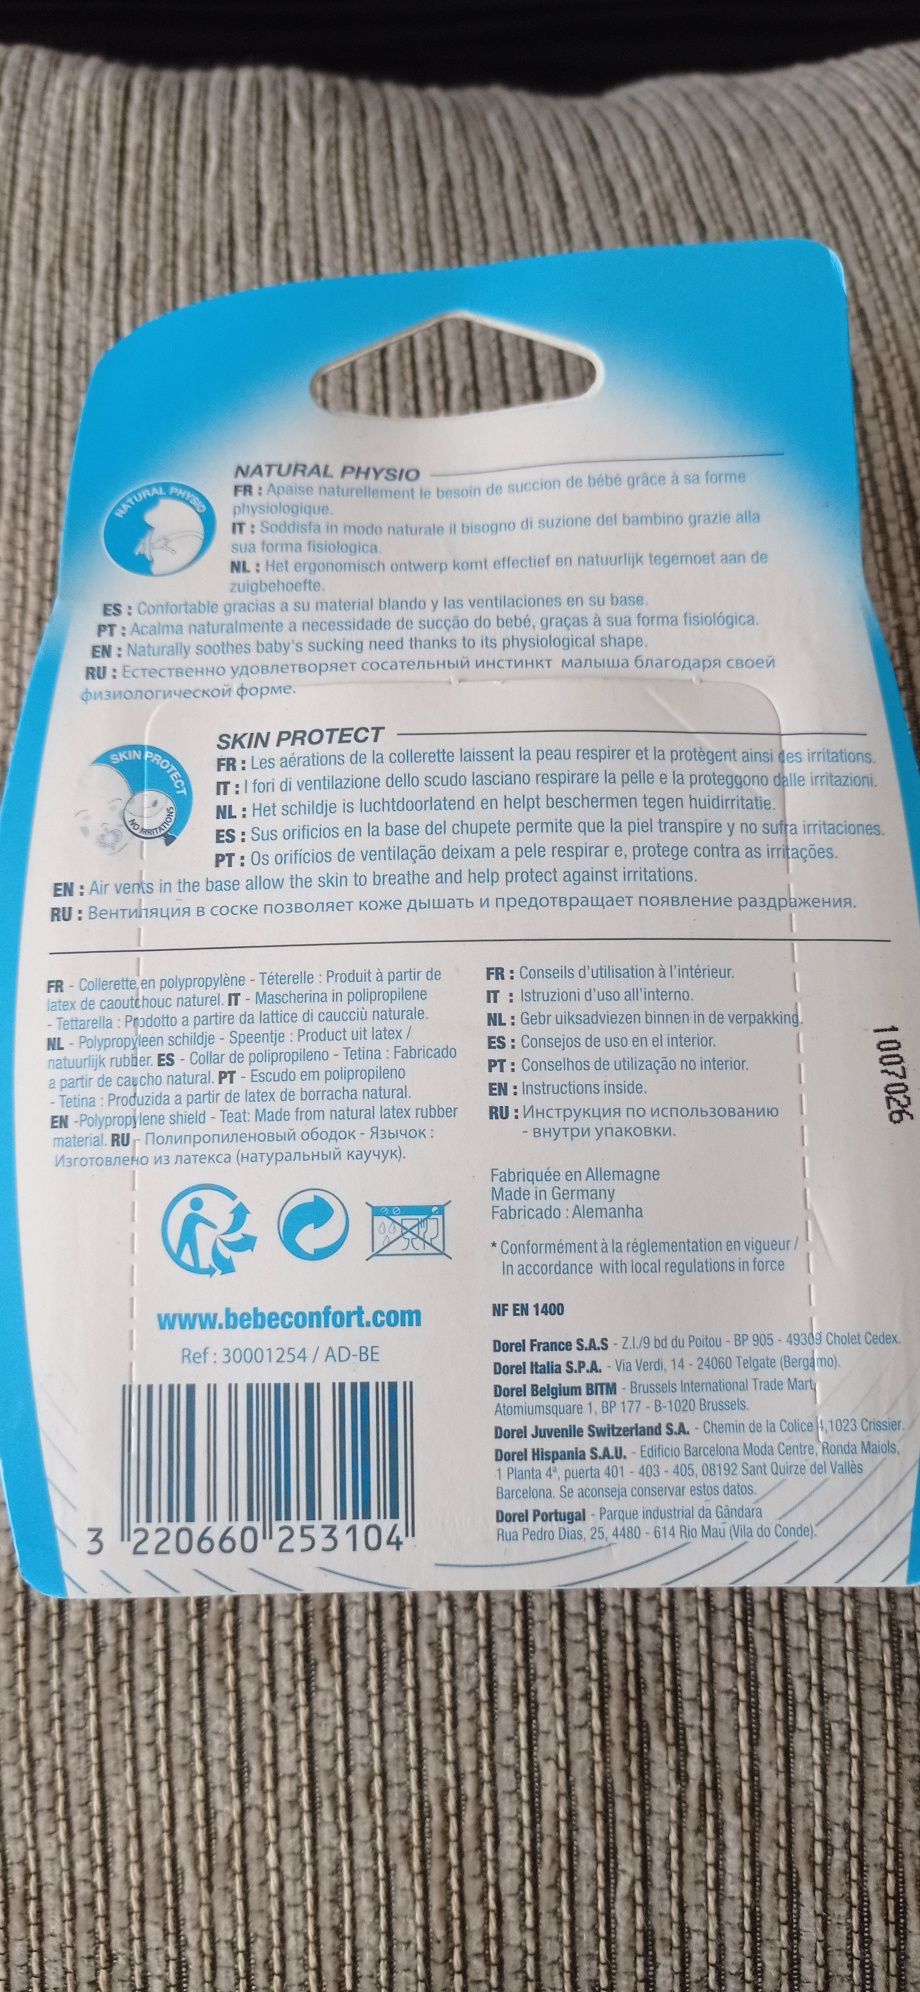 NATURAL PHYSIO
NATURAL PHYSIO
FR : Apaise naturellement le besoin de succion de bébé grâce à sa forme
physiologique.
IT : Soddisfa in modo naturale il bisogno di suzione del bambino grazie alla
sua forma fisiologica.
NL : Het ergonomisch ontwerp komt effectief en natuurlijk tegemoet aan de
zuigbehoefte.
ES : Confortable gracias a su material blando y las ventilaciones en su base.
PT : Acalma naturalmente a necessidade de sucção do bebé, graças à sua forma fisiológica.
EN : Naturally soothes baby's sucking need thanks to its physiological shape.
RU : Естественно удовлетворяет сосательный инстинкт малыша благодаря своей
физиологической форме.
SKIN PROTECT
NO IRRITATIONS
SKIN PROTECT
FR : Les aérations de la collerette laissent la peau respirer et la protègent ainsi des irritations.
IT : I fori di ventilazione dello scudo lasciano respirare la pelle e la proteggono dalle irritazioni.
NL : Het schildje is luchtdoorlatend en helpt beschermen tegen huidirritatie.
ES : Sus orificios en la base del chupete permite que la piel transpire y no sufra irritaciones.
PT : Os orifícios de ventilação deixam a pele respirar e, protege contra as irritações.
EN : Air vents in the base allow the skin to breathe and help protect against irritations.
RU : Вентиляция в соске позволяет коже дышать и предотвращает появление раздражения.
FR - Collerette en polypropylène - Téterelle : Produit à partir de
latex de caoutchouc naturel. IT - Mascherina in polipropilene
- Tettarella : Prodotto a partire da lattice di caucciù naturale.
NL - Polypropyleen schildje - Speentje : Product uit latex /
natuurlijk rubber. ES - Collar de polipropileno - Tetina : Fabricado
a partir de caucho natural. PT - Escudo em polipropileno
- Tetina : Produzida a partir de latex de borracha natural.
EN -Polypropylene shield - Teat: Made from natural latex rubber
material. RU - Полипропиленовый ободок - Язычок :
Изготовлено из латекса (натуральный каучук).
www.bebeconfort.com
Ref : 30001254 / AD-BE
3 220660 253104
FR : Conseils d'utilisation à l'intérieur.
IT : Istruzioni d'uso all'interno.
NL : Gebr uiksadviezen binnen in de verpakking.
ES : Consejos de uso en el interior.
PT : Conselhos de utilização no interior.
EN : Instructions inside.
RU : Инструкция по использованию
- внутри упаковки.
Fabriquée en Allemagne
Made in Germany
Fabricado : Alemanha
* Conformément à la réglementation en vigueur /
In accordance with local regulations in force
NF EN 1400
Dorel France S.A.S - Z.I./9 bd du Poitou - BP 905 - 49309 Cholet Cedex.
Dorel Italia S.P.A. - Via Verdi, 14 - 24060 Telgate (Bergamo).
Dorel Belgium BITM - Brussels International Trade Mart,
Atomiumsquare 1, BP 177 - B-1020 Brussels.
Dorel Juvenile Switzerland S.A. - Chemin de la Colice 4,1023 Crissier.
Dorel Hispania S.A.U. - Edificio Barcelona Moda Centre, Ronda Maiols,
1 Planta 4ª, puerta 401 - 403 - 405, 08192 Sant Quirze del Vallès
Barcelona. Se aconseja conservar estos datos.
Dorel Portugal - Parque industrial da Gândara
Rua Pedro Dias, 25, 4480 - 614 Rio Mau (Vila do Conde).
1007026